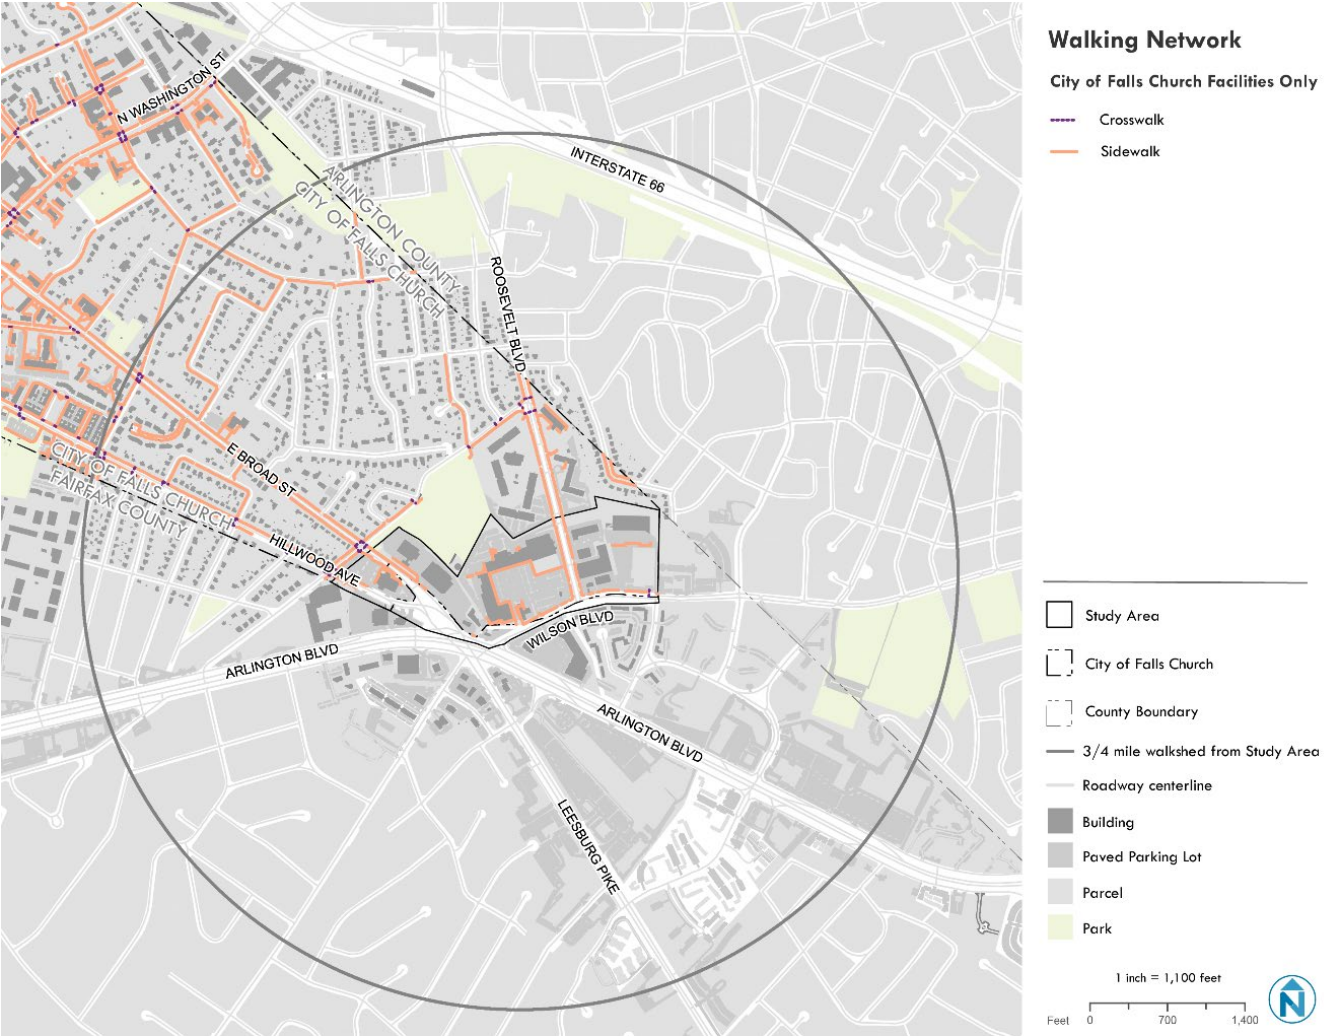 Walking Network
City of Falls Church Facilities Only
Crosswalk
Sidewalk
N WASHINGTON ST
INTERSTATE 66
ARLINGTON COUNTY
CITY OF FALLS CHURCH
ROOSEVELT BLVD
E BROAD ST
CITY OF FALLS CHURCH
FAIRFAX COUNTY
HILLWOOD AVE
WILSON BLVD
ARLINGTON BLVD
ARLINGTON BLVD
LEESBURG PIKE
Study Area
City of Falls Church
County Boundary
3/4 mile walkshed from Study Area
Roadway centerline
Building
Paved Parking Lot
Parcel
Park
1 inch = 1,100 feet
Feet 0 700 1,400
N